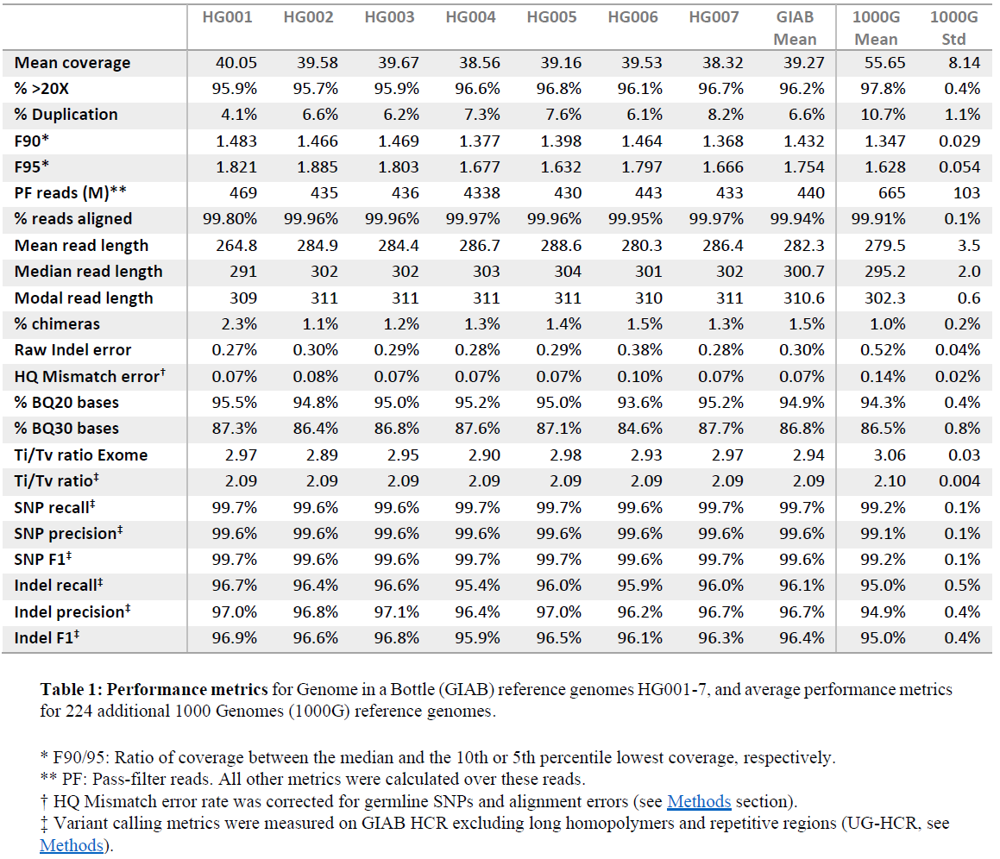 HG001 HG002 HG003 HG004 HG005 HG006 HG007 GIAB Mean 1000G Mean 1000G Std
Mean coverage 40.05 39.58 39.67 38.56 39.16 39.53 38.32 39.27 55.65 8.14
% >20X 95.9% 95.7% 95.9% 96.6% 96.8% 96.1% 96.7% 96.2% 97.8% 0.4%
% Duplication 4.1% 6.6% 6.2% 7.3% 7.6% 6.1% 8.2% 6.6% 10.7% 1.1%
F90* 1.483 1.466 1.469 1.377 1.398 1.464 1.368 1.432 1.347 0.029
F95* 1.821 1.885 1.803 1.677 1.632 1.797 1.666 1.754 1.628 0.054
PF reads (M)** 469 435 436 4338 430 443 433 440 665 103
% reads aligned 99.80% 99.96% 99.96% 99.97% 99.96% 99.95% 99.97% 99.94% 99.91% 0.1%
Mean read length 264.8 284.9 284.4 286.7 288.6 280.3 286.4 282.3 279.5 3.5
Median read length 291 302 302 303 304 301 302 300.7 295.2 2.0
Modal read length 309 311 311 311 311 310 311 310.6 302.3 0.6
% chimeras 2.3% 1.1% 1.2% 1.3% 1.4% 1.5% 1.3% 1.5% 1.0% 0.2%
Raw Indel error 0.27% 0.30% 0.29% 0.28% 0.29% 0.38% 0.28% 0.30% 0.52% 0.04%
HQ Mismatch error† 0.07% 0.08% 0.07% 0.07% 0.07% 0.10% 0.07% 0.07% 0.14% 0.02%
% BQ20 bases 95.5% 94.8% 95.0% 95.2% 95.0% 93.6% 95.2% 94.9% 94.3% 0.4%
% BQ30 bases 87.3% 86.4% 86.8% 87.6% 87.1% 84.6% 87.7% 86.8% 86.5% 0.8%
Ti/Tv ratio Exome 2.97 2.89 2.95 2.90 2.98 2.93 2.97 2.94 3.06 0.03
Ti/Tv ratio‡ 2.09 2.09 2.09 2.09 2.09 2.09 2.09 2.09 2.10 0.004
SNP recall‡ 99.7% 99.6% 99.6% 99.7% 99.7% 99.6% 99.7% 99.7% 99.2% 0.1%
SNP precision‡ 99.6% 99.6% 99.6% 99.6% 99.6% 99.6% 99.6% 99.6% 99.1% 0.1%
SNP F1‡ 99.7% 99.6% 99.6% 99.7% 99.7% 99.6% 99.7% 99.6% 99.2% 0.1%
Indel recall‡ 96.7% 96.4% 96.6% 95.4% 96.0% 95.9% 96.0% 96.1% 95.0% 0.5%
Indel precision‡ 97.0% 96.8% 97.1% 96.4% 97.0% 96.2% 96.7% 96.7% 94.9% 0.4%
Indel F1‡ 96.9% 96.6% 96.8% 95.9% 96.5% 96.1% 96.3% 96.4% 95.0% 0.4%
Table 1: Performance metrics for Genome in a Bottle (GIAB) reference genomes HG001-7, and average performance metrics
for 224 additional 1000 Genomes (1000G) reference genomes.
* F90/95: Ratio of coverage between the median and the 10th or 5th percentile lowest coverage, respectively.
** PF: Pass-filter reads. All other metrics were calculated over these reads.
† HQ Mismatch error rate was corrected for germline SNPs and alignment errors (see Methods section).
‡ Variant calling metrics were measured on GIAB HCR excluding long homopolymers and repetitive regions (UG-HCR, see
Methods).